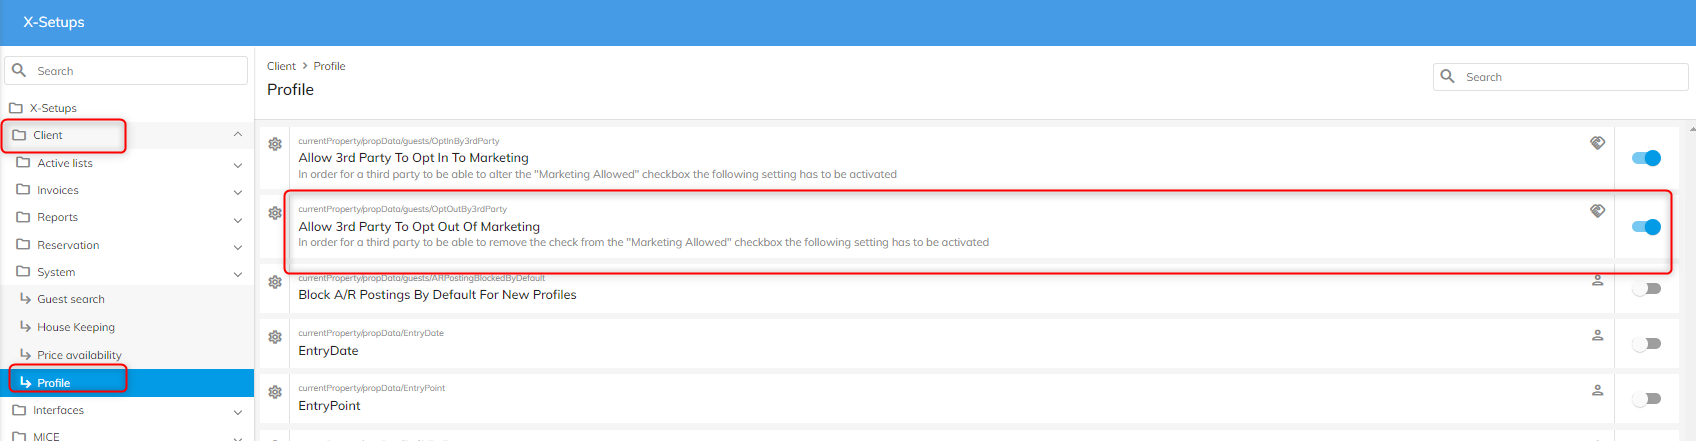 X-Setups
Search
X-Setups
Client
Active lists
Invoices
Reports
Reservation
System
Guest search
House Keeping
Price availability
Profile
Interfaces
MICE
Client > Profile
Profile
Search
currentProperty/propData/guests/OptInBy3rdParty
Allow 3rd Party To Opt In To Marketing
In order for a third party to be able to alter the "Marketing Allowed" checkbox the following setting has to be activated
currentProperty/propData/guests/OptOutBy3rdParty
Allow 3rd Party To Opt Out Of Marketing
In order for a third party to be able to remove the check from the "Marketing Allowed" checkbox the following setting has to be activated
currentProperty/propData/guests/ARPostingBlockedByDefault
Block A/R Postings By Default For New Profiles
currentProperty/propData/EntryDate
EntryDate
currentProperty/propData/EntryPoint
EntryPoint